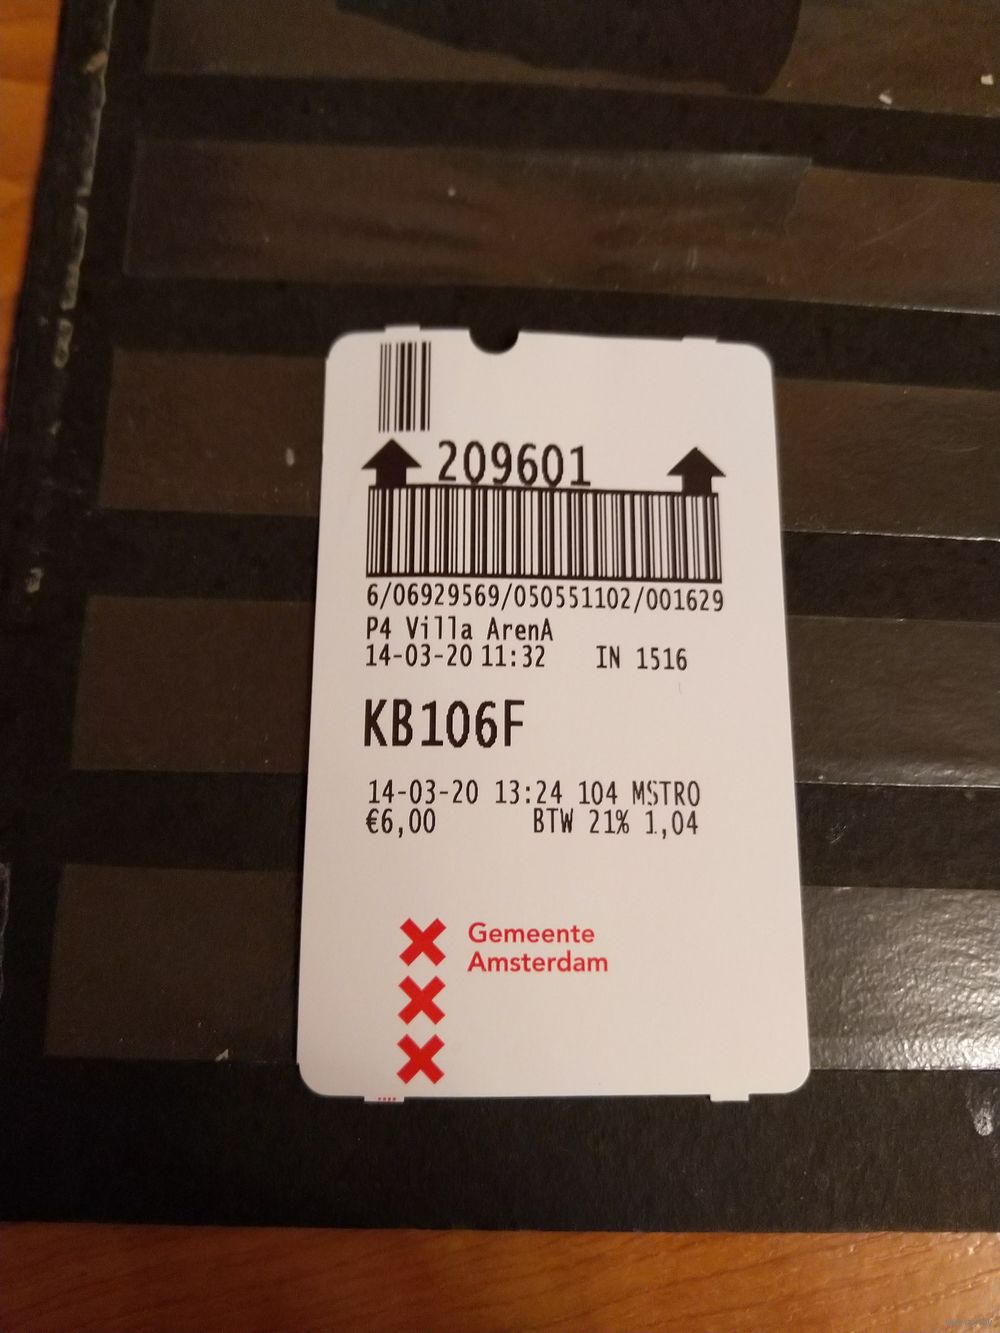 209601
6/06929569/050551102/001629
P4 Villa ArenA
14-03-20 11:32 IN 1516
KB106F
14-03-20 13:24 104 MSTRO
€6,00 BTW 21% 1,04
Gemeente
Amsterdam